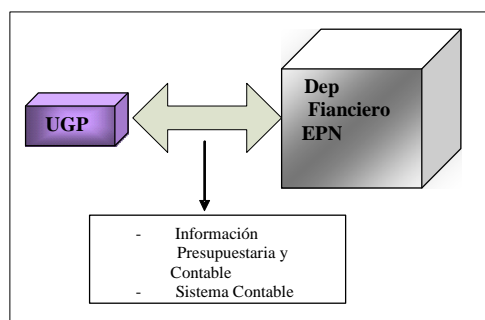 UGP
Dep
Fianciero
EPN
- Información
Presupuestaria y
Contable
- Sistema Contable